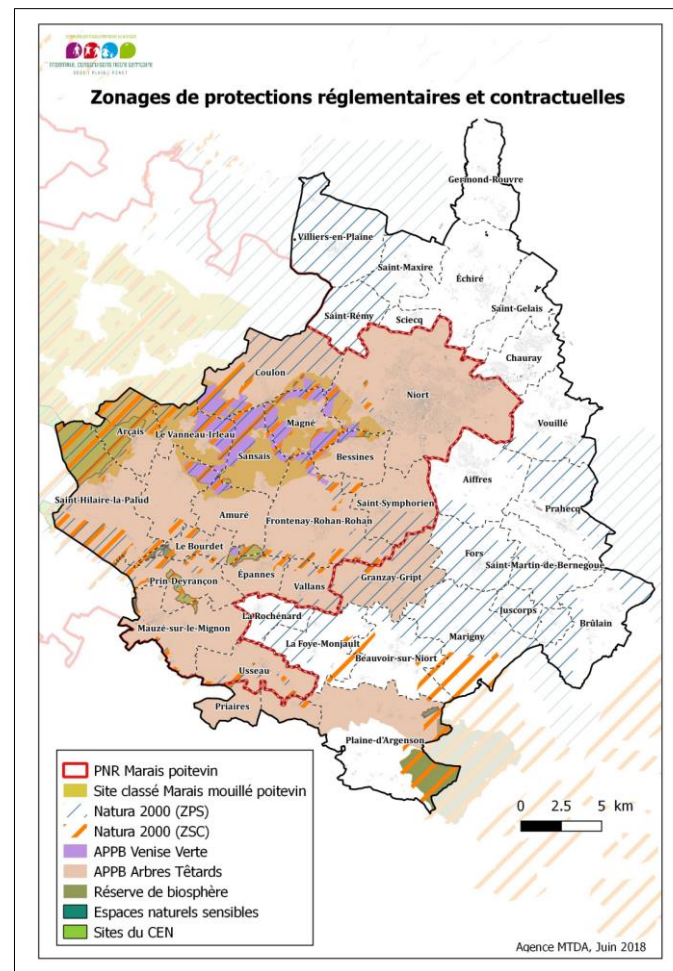 Zonages de protections réglementaires et contractuelles
Germond-Rouvre
Villiers-en-Plaine
Saint-Maxire
Échiré
Saint-Gelais
Saint-Rémy
Sciecq
Chauray
Coulon
Niort
Vouillé
Magné
Arçais
Le Vanneau-Irleau
Sansais
Bessines
Aiffres
Saint-Hilaire-la-Palud
Saint-Symphorien
Prahecq
Amuré
Frontenay-Rohan-Rohan
Le Bourdet
Fors
Saint-Martin-de-Bernegoue
Épannes
Prin-Deyrançon
Vallans
Granzay-Gript
Juscorps
La Rochénard
Brûlain
Mauzé-sur-le-Mignon
La Foye-Monjault
Marigny
Beauvoir-sur-Niort
Usseau
Priaires
Plaine-d'Argenson
PNR Marais poitevin
Site classé Marais mouillé poitevin
Natura 2000 (ZPS)
Natura 2000 (ZSC)
APPB Venise Verte
APPB Arbres Têtards
Réserve de biosphère
Espaces naturels sensibles
Sites du CEN
0 2.5 5 km
Agence MTDA, Juin 2018